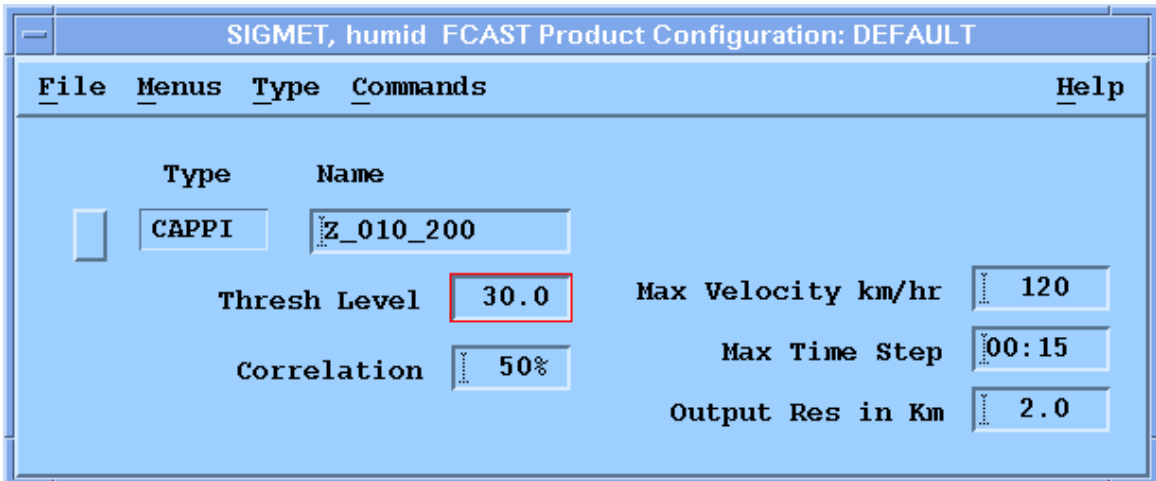 SIGMET, humid FCAST Product Configuration: DEFAULT
File Menus Type Commands Help
Type Name
CAPPI Z_010_200
Thresh Level 30.0 Max Velocity km/hr 120
Correlation 50% Max Time Step 00:15
Output Res in Km 2.0